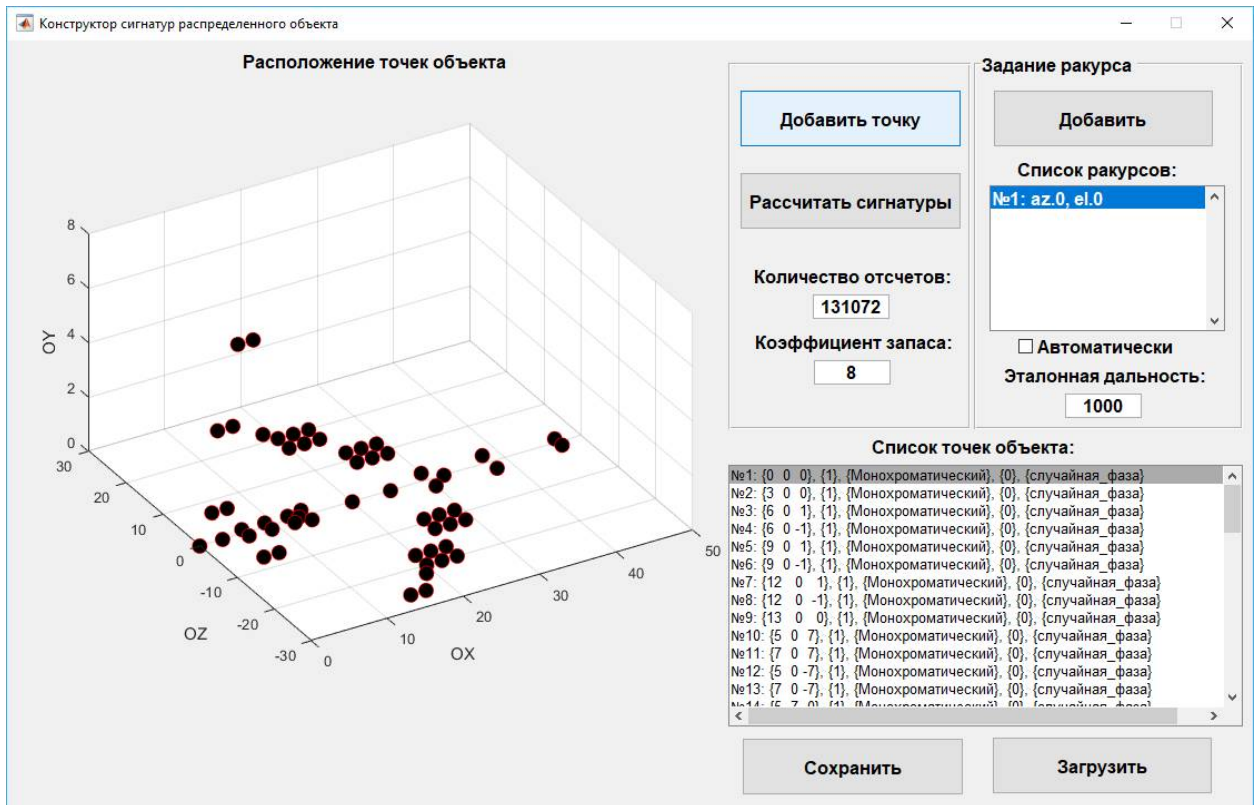 Конструктор сигнатур распределенного объекта
Расположение точек объекта
8
6
4
2
0
OY
30
20
10
0
-10
-20
-30
OZ
0
10
20
30
40
50
OX
Добавить точку
Рассчитать сигнатуры
Количество отсчетов:
131072
Коэффициент запаса:
8
Задание ракурса
Добавить
Список ракурсов:
№1: az.0, el.0
Автоматически
Эталонная дальность:
1000
Список точек объекта:
№1: {0 0 0}, {1}, {Монохроматический}, {0}, {случайная_фаза}
№2: {3 0 0}, {1}, {Монохроматический}, {0}, {случайная_фаза}
№3: {6 0 1}, {1}, {Монохроматический}, {0}, {случайная_фаза}
№4: {6 0 -1}, {1}, {Монохроматический}, {0}, {случайная_фаза}
№5: {9 0 1}, {1}, {Монохроматический}, {0}, {случайная_фаза}
№6: {9 0 -1}, {1}, {Монохроматический}, {0}, {случайная_фаза}
№7: {12 0 1}, {1}, {Монохроматический}, {0}, {случайная_фаза}
№8: {12 0 -1}, {1}, {Монохроматический}, {0}, {случайная_фаза}
№9: {13 0 0}, {1}, {Монохроматический}, {0}, {случайная_фаза}
№10: {5 0 7}, {1}, {Монохроматический}, {0}, {случайная_фаза}
№11: {7 0 7}, {1}, {Монохроматический}, {0}, {случайная_фаза}
№12: {5 0 -7}, {1}, {Монохроматический}, {0}, {случайная_фаза}
№13: {7 0 -7}, {1}, {Монохроматический}, {0}, {случайная_фаза}
№14: {5 7 0}, {1}, {Монохроматический}, {0}, {случайная_фаза}
Сохранить
Загрузить